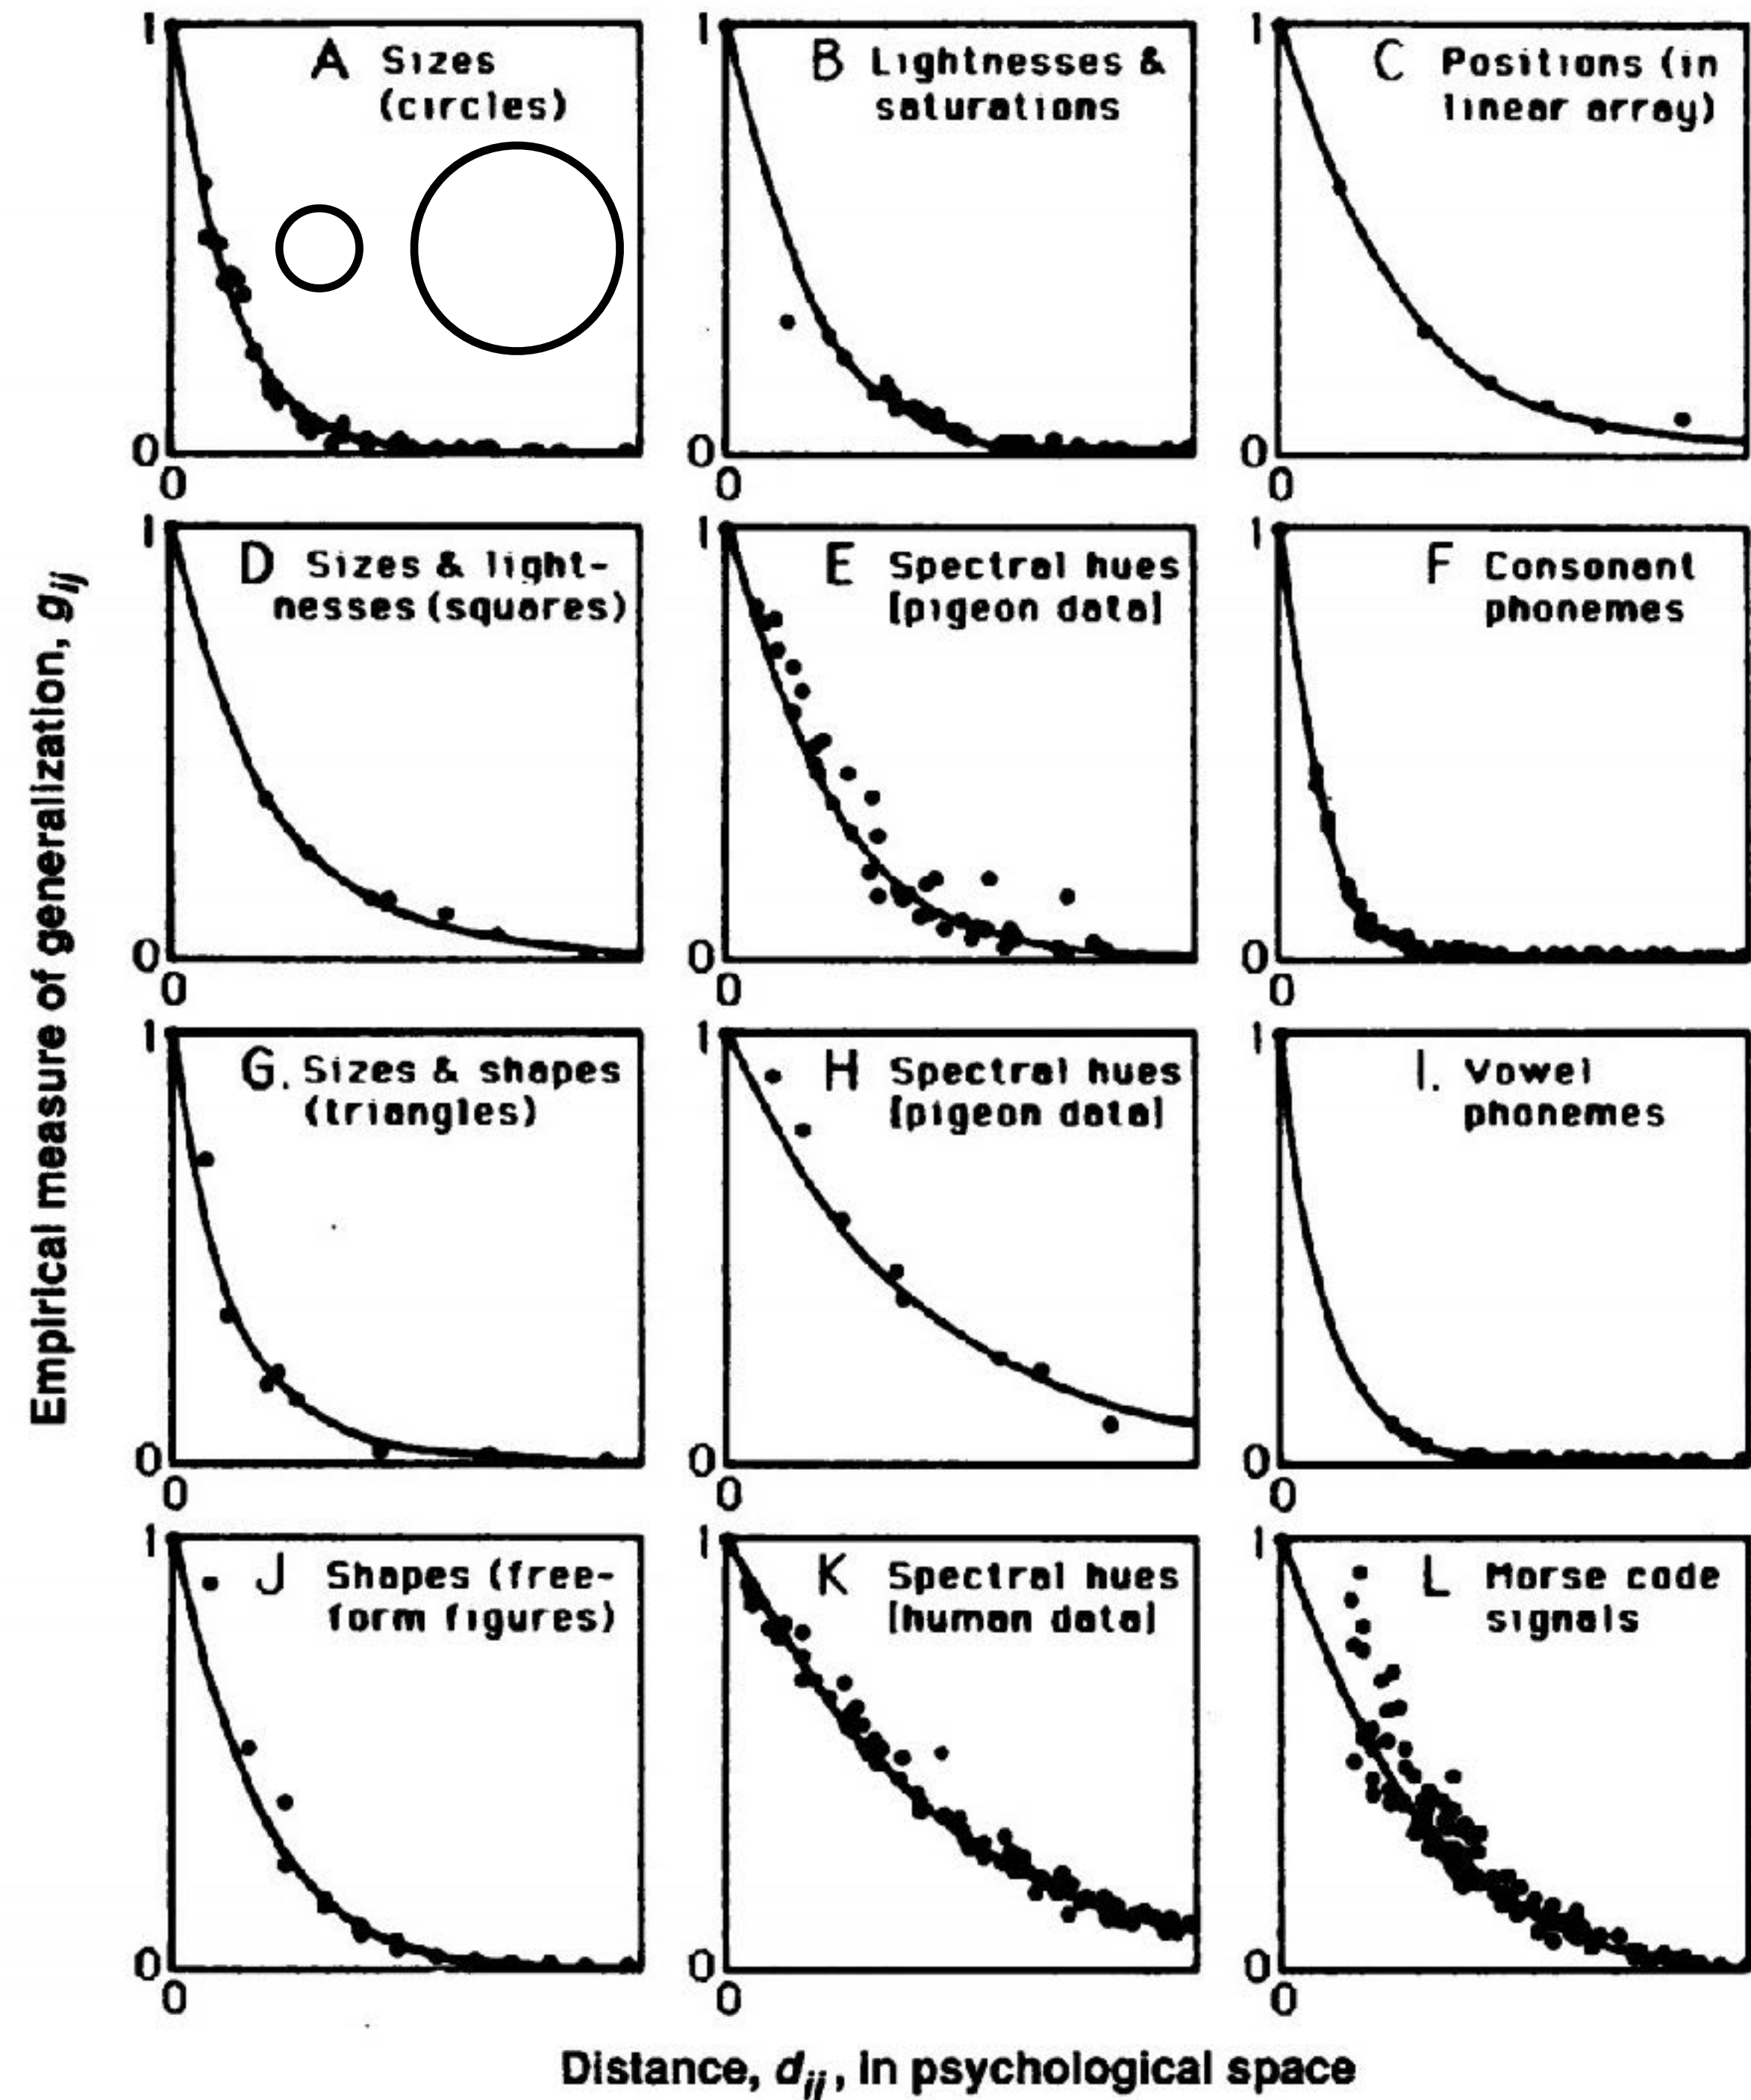 Empirical measure of generalization, gij
1
A Sizes
(circles)
0
0
1
B Lightnesses &
saturations
0
0
1
C Positions (in
linear array)
0
0
1
D Sizes & light-
nesses (squares)
0
0
1
E Spectral hues
[pigeon data]
0
0
1
F Consonant
phonemes
0
0
1
G. Sizes & shapes
(triangles)
0
0
1
H Spectral hues
[pigeon data]
0
0
1
I. Vowel
phonemes
0
0
1
J Shapes (free-
form figures)
0
0
1
K Spectral hues
[human data]
0
0
1
L Morse code
signals
0
0
Distance, dij, in psychological space